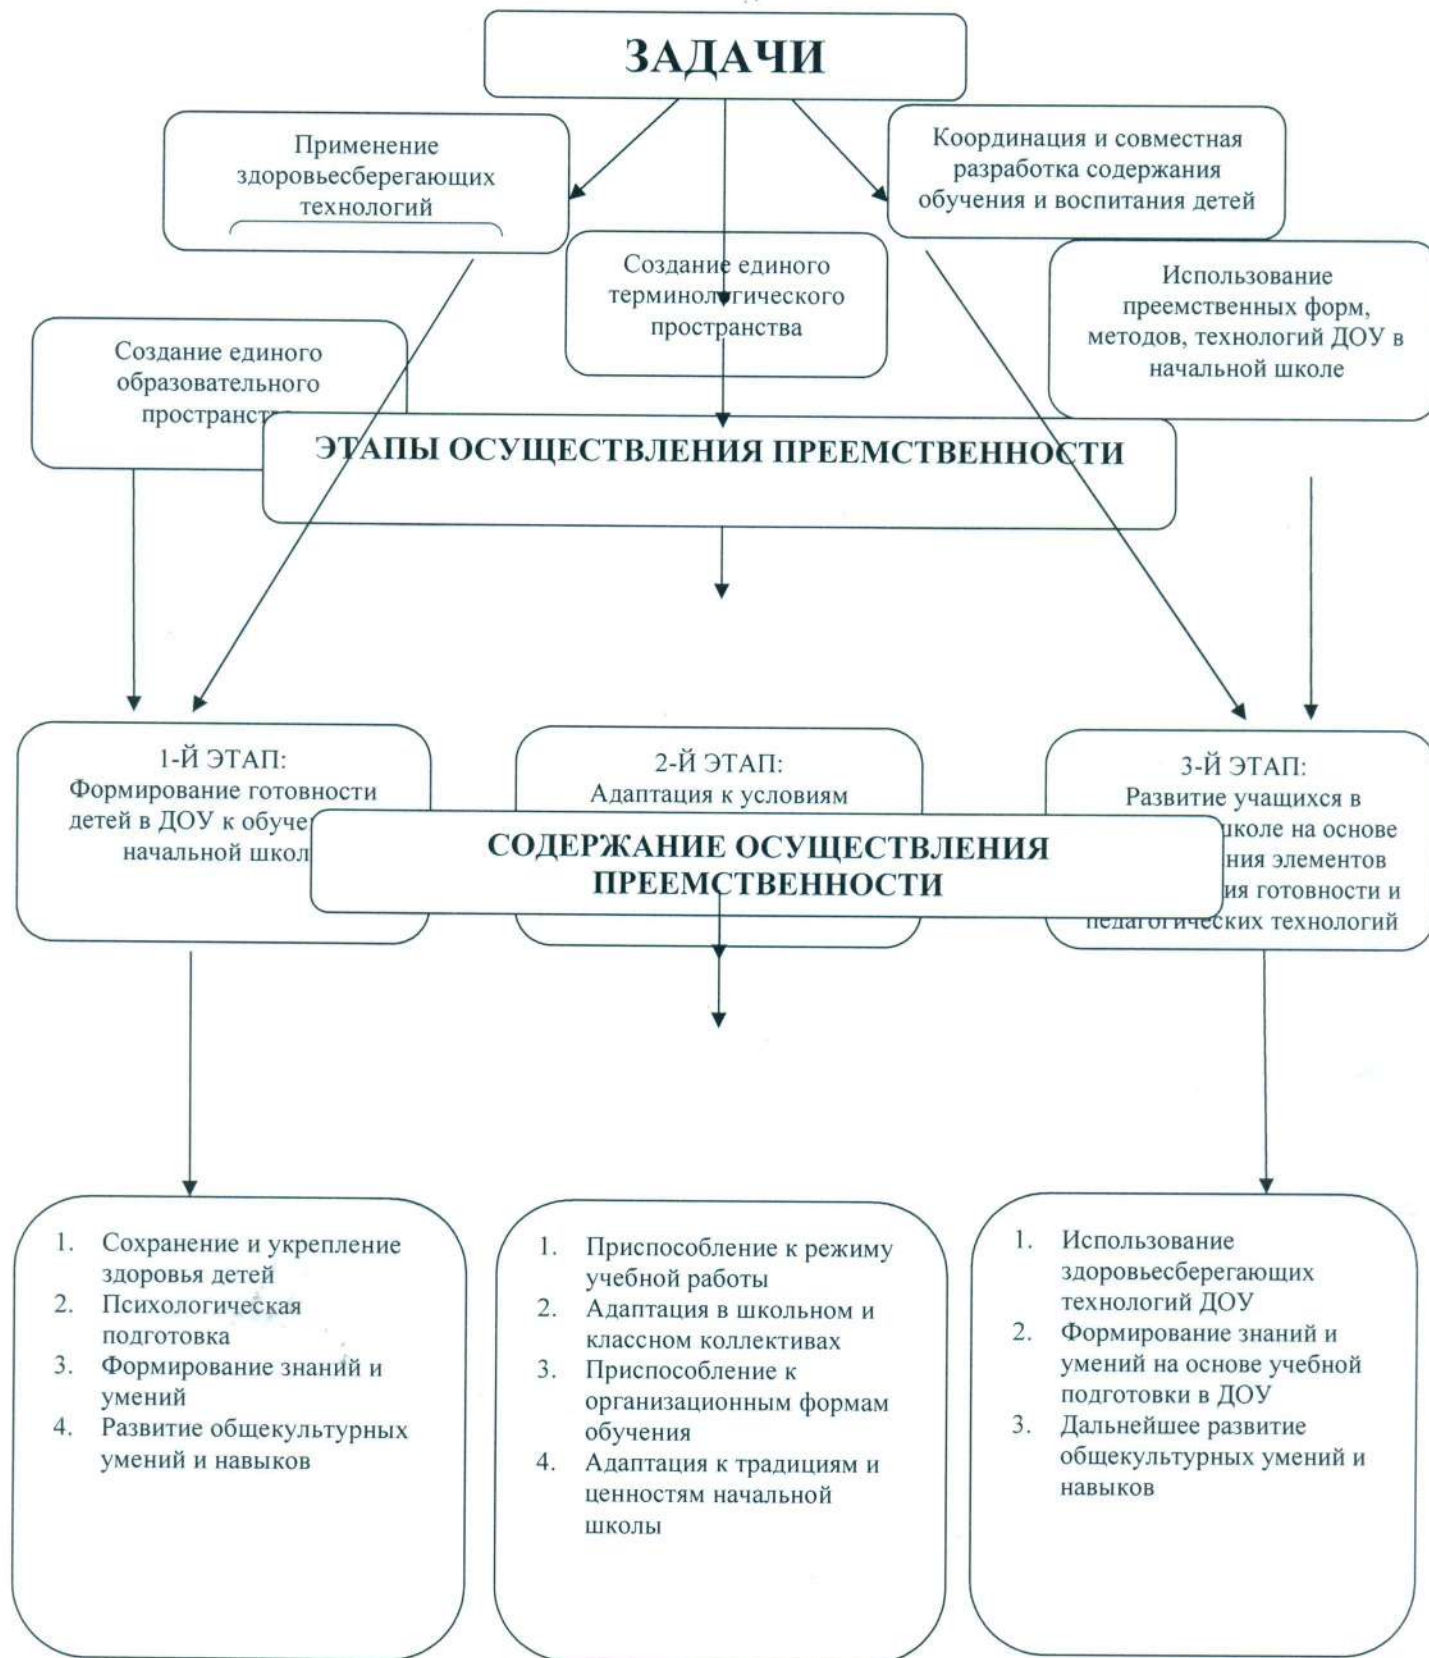 ЗАДАЧИ
Применение
здоровьесберегающих
технологий
Координация и совместная
разработка содержания
обучения и воспитания детей
Создание единого
терминологического
пространства
Использование
преемственных форм,
методов, технологий ДОУ в
начальной школе
Создание единого
образовательного
ЭТАПЫ ОСУЩЕСТВЛЕНИЯ ПРЕЕМСТВЕННОСТИ
1-Й ЭТАП:
Формирование готовности
детей в ДОУ к
начальной
2-Й ЭТАП:
Адаптация к условиям
3-Й ЭТАП:
Развитие учащихся в
школе на основе
элементов
готовности и
педагогических технологий
СОДЕРЖАНИЕ ОСУЩЕСТВЛЕНИЯ
ПРЕЕМСТВЕННОСТИ
1. Сохранение и укрепление
здоровья детей
2. Психологическая
подготовка
3. Формирование знаний и
умений
4. Развитие общекультурных
умений и навыков
1. Приспособление к режиму
учебной работы
2. Адаптация в школьном и
классном коллективах
3. Приспособление к
организационным формам
обучения
4. Адаптация к традициям и
ценностям начальной
школы
1. Использование
здоровьесберегающих
технологий ДОУ
2. Формирование знаний и
умений на основе учебной
подготовки в ДОУ
3. Дальнейшее развитие
общекультурных умений и
навыков